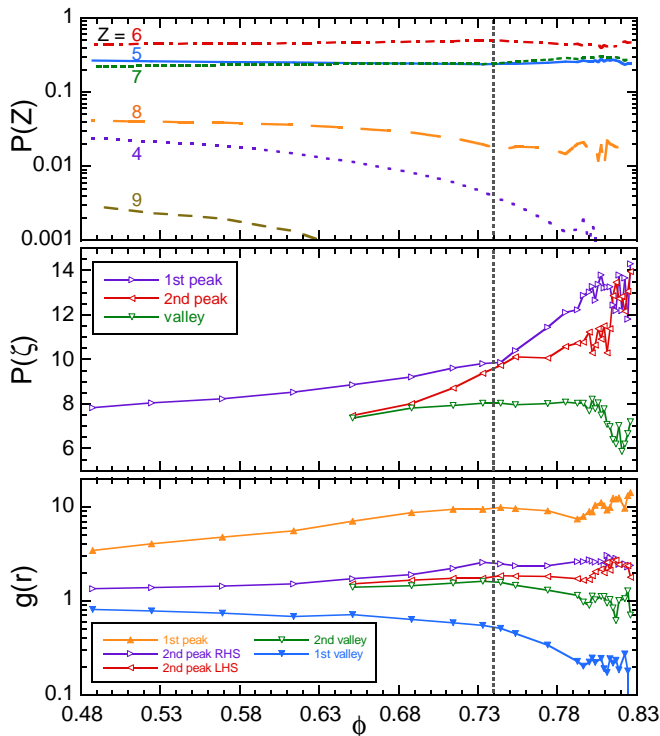 1
Z = 6
5
7
0.1
8
P(Z)
0.01
4
9
0.001
14
1st peak
2nd peak
valley
12
P(ζ)
10
8
6
10
g(r)
1
1st peak
2nd valley
2nd peak RHS
1st valley
2nd peak LHS
0.1
0.48 0.53 0.58 0.63 0.68 0.73 0.78 0.83
ϕ